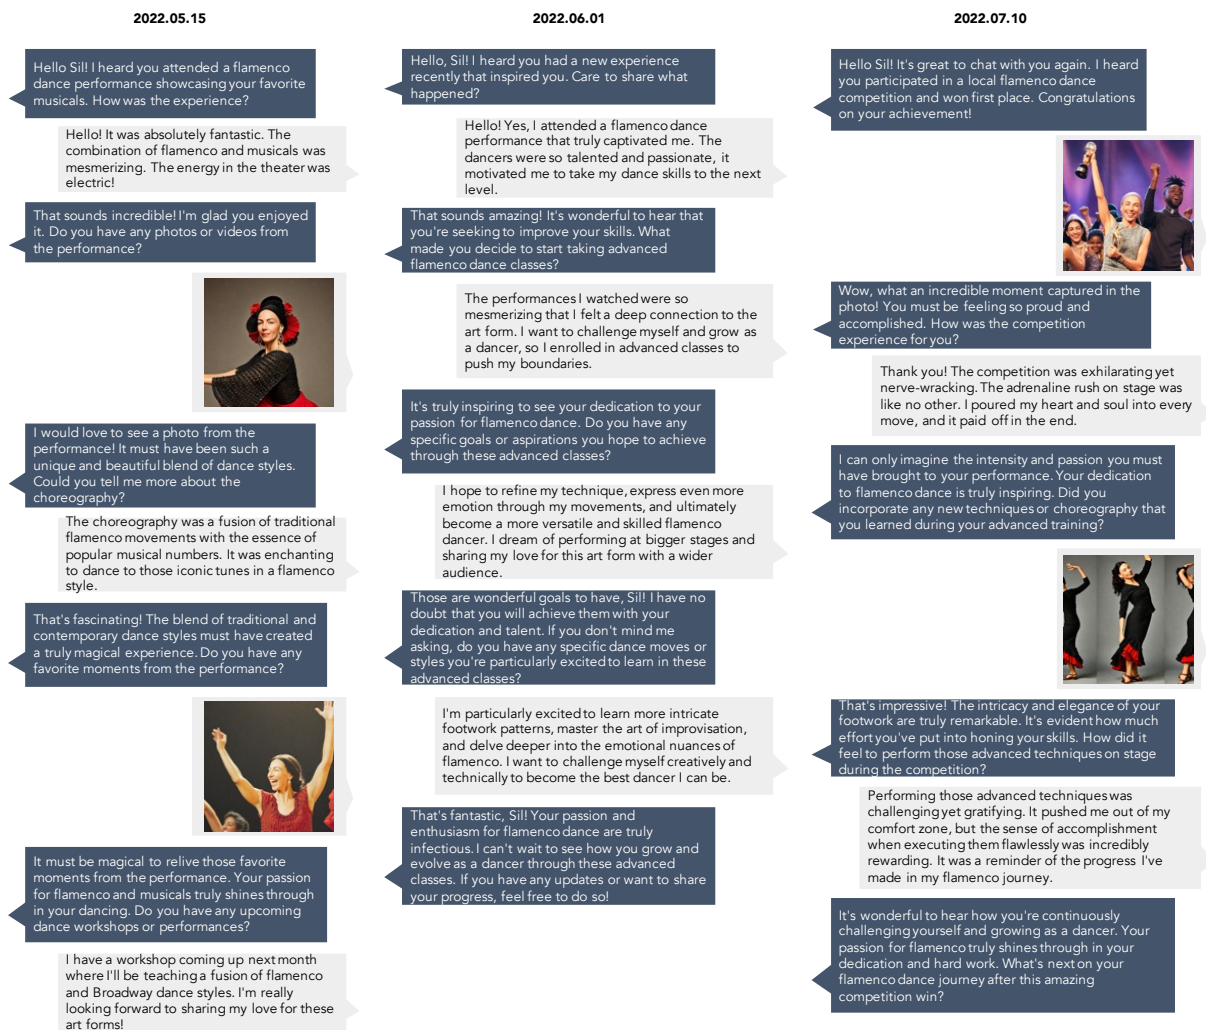 2022.05.15
Hello Sil! I heard you attended a flamenco
dance performance showcasing your favorite
musicals. How was the experience?
Hello! It was absolutely fantastic. The
combination of flamenco and musicals was
mesmerizing. The energy in the theater was
electric!
That sounds incredible! I'm glad you enjoyed
it. Do you have any photos or videos from
the performance?
I would love to see a photo from the
performance! It must have been such a
unique and beautiful blend of dance styles.
Could you tell me more about the
choreography?
The choreography was a fusion of traditional
flamenco movements with the essence of
popular musical numbers. It was enchanting
to dance to those iconic tunes in a flamenco
style.
That's fascinating! The blend of traditional and
contemporary dance styles must have created
a truly magical experience. Do you have any
favorite moments from the performance?
It must be magical to relive those favorite
moments from the performance. Your passion
for flamenco and musicals truly shines through
in your dancing. Do you have any upcoming
dance workshops or performances?
I have a workshop coming up next month
where I'll be teaching a fusion of flamenco
and Broadway dance styles. I'm really
looking forward to sharing my love for these
art forms!
2022.06.01
Hello, Sil! I heard you had a new experience
recently that inspired you. Care to share what
happened?
Hello! Yes, I attended a flamenco dance
performance that truly captivated me. The
dancers were so talented and passionate, it
motivated me to take my dance skills to the next
level.
That sounds amazing! It's wonderful to hear that
you're seeking to improve your skills. What
made you decide to start taking advanced
flamenco dance classes?
The performances I watched were so
mesmerizing that I felt a deep connection to the
art form. I want to challenge myself and grow as
a dancer, so I enrolled in advanced classes to
push my boundaries.
It's truly inspiring to see your dedication to your
passion for flamenco dance. Do you have any
specific goals or aspirations you hope to achieve
through these advanced classes?
I hope to refine my technique, express even more
emotion through my movements, and ultimately
become a more versatile and skilled flamenco
dancer. I dream of performing at bigger stages and
sharing my love for this art form with a wider
audience.
Those are wonderful goals to have, Sil! I have no
doubt that you will achieve them with your
dedication and talent. If you don't mind me
asking, do you have any specific dance moves or
styles you're particularly excited to learn in these
advanced classes?
I'm particularly excited to learn more intricate
footwork patterns, master the art of improvisation,
and delve deeper into the emotional nuances of
flamenco. I want to challenge myself creatively and
technically to become the best dancer I can be.
That's fantastic, Sil! Your passion and
enthusiasm for flamenco dance are truly
infectious. I can't wait to see how you grow and
evolve as a dancer through these advanced
classes. If you have any updates or want to share
your progress, feel free to do so!
2022.07.10
Hello Sil! It's great to chat with you again. I heard
you participated in a local flamenco dance
competition and won first place. Congratulations
on your achievement!
Wow, what an incredible moment captured in the
photo! You must be feeling so proud and
accomplished. How was the competition
experience for you?
Thank you! The competition was exhilarating yet
nerve-wracking. The adrenaline rush on stage was
like no other. I poured my heart and soul into every
move, and it paid off in the end.
I can only imagine the intensity and passion you must
have brought to your performance. Your dedication
to flamenco dance is truly inspiring. Did you
incorporate any new techniques or choreography that
you learned during your advanced training?
That's impressive! The intricacy and elegance of your
footwork are truly remarkable. It's evident how much
effort you've put into honing your skills. How did it
feel to perform those advanced techniques on stage
during the competition?
Performing those advanced techniques was
challenging yet gratifying. It pushed me out of my
comfort zone, but the sense of accomplishment
when executing them flawlessly was incredibly
rewarding. It was a reminder of the progress I've
made in my flamenco journey.
It's wonderful to hear how you're continuously
challenging yourself and growing as a dancer. Your
passion for flamenco truly shines through in your
dedication and hard work. What's next on your
flamenco dance journey after this amazing
competition win?